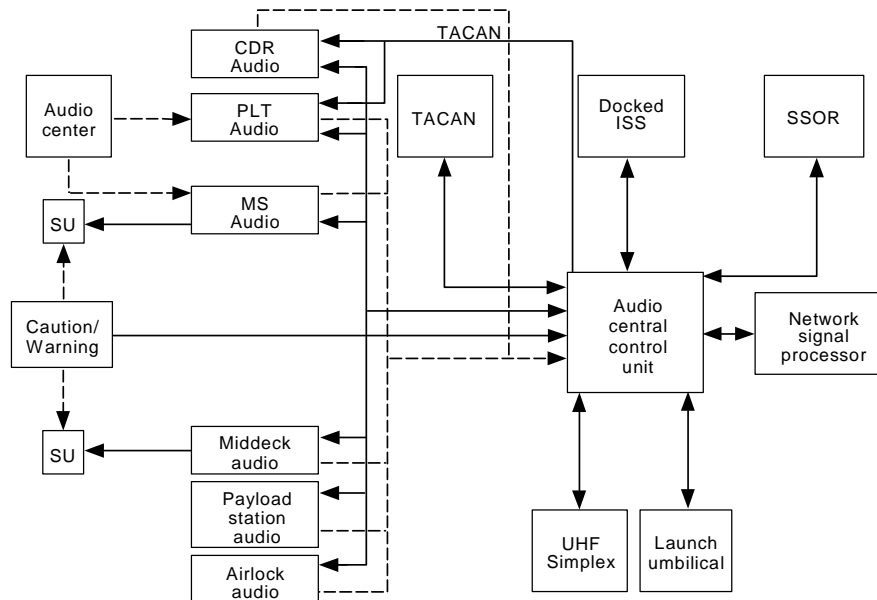 CDR
Audio
TACAN
Audio
center
PLT
Audio
TACAN
Docked
ISS
SSOR
MS
Audio
SU
Caution/
Warning
Audio
central
control
unit
Network
signal
processor
SU
Middeck
audio
Payload
station
audio
Airlock
audio
UHF
Simplex
Launch
umbilical